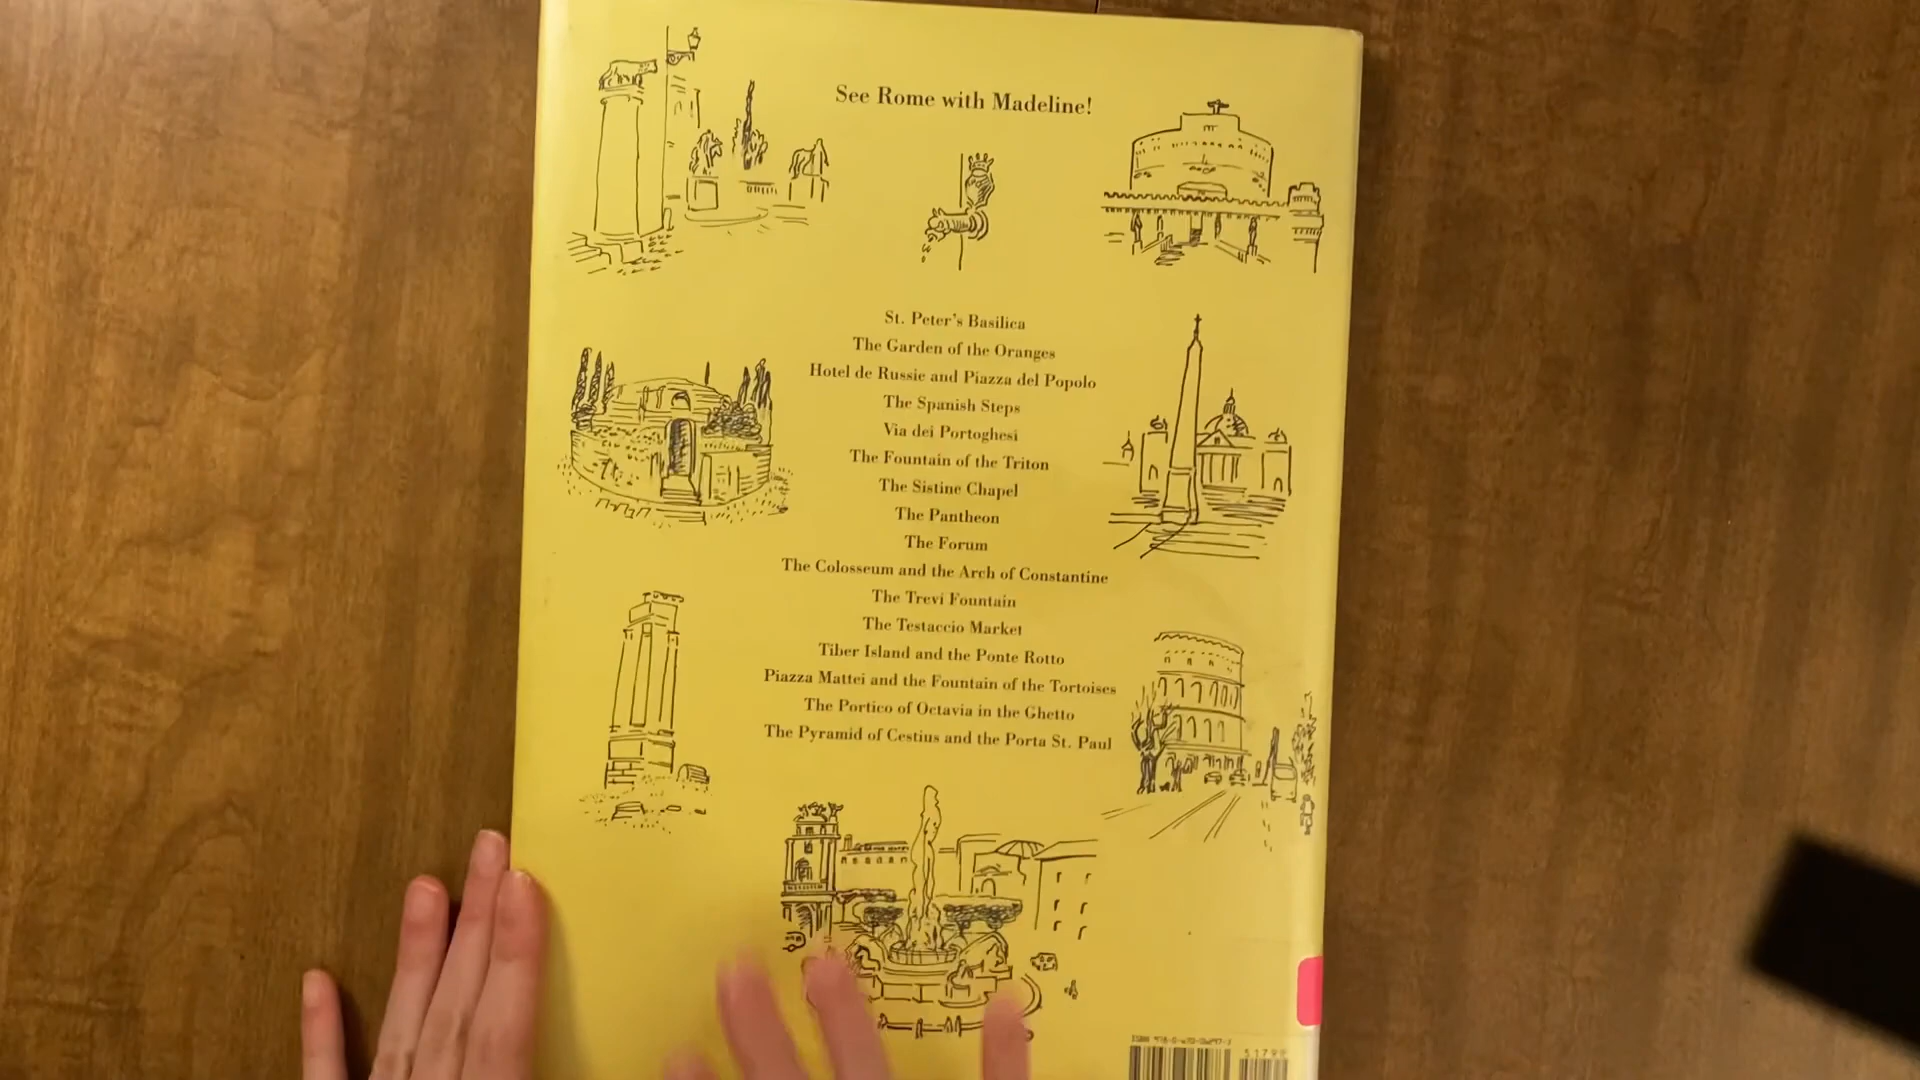 See Rome with Madeline!
St. Peter's Basilica
The Garden of the Oranges
Hotel de Russie and Piazza del Popolo
The Spanish Steps
Via dei Portoghesi
The Fountain of the Triton
The Sistine Chapel
The Pantheon
The Forum
The Colosseum and the Arch of Constantine
The Trevi Fountain
The Testaccio Market
Tiber Island and the Ponte Rotto
Piazza Mattei and the Fountain of the Tortoises
The Portico of Octavia in the Ghetto
The Pyramid of Cestius and the Porta St. Paul
ISBN